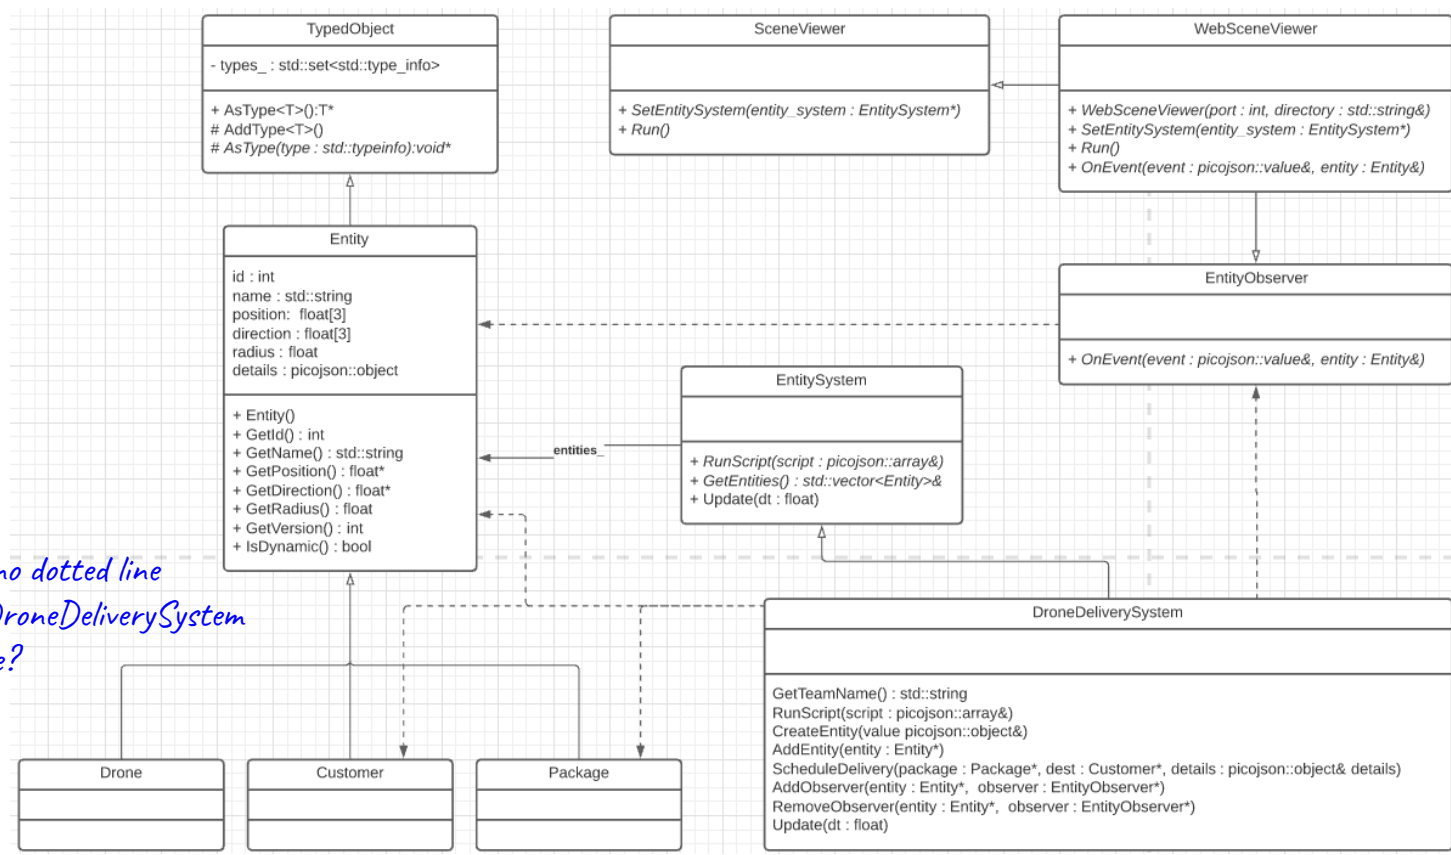 TypedObject
- types_ : std::set<std::type_info>
+ AsType<T>():T*
# AddType<T>()
# AsType(type : std::typeinfo):void*
SceneViewer
+ SetEntitySystem(entity_system : EntitySystem*)
+ Run()
WebSceneViewer
+ WebSceneViewer(port : int, directory : std::string&)
+ SetEntitySystem(entity_system : EntitySystem*)
+ Run()
+ OnEvent(event : picojson::value&, entity : Entity&)
Entity
id : int
name : std::string
position: float[3]
direction : float[3]
radius : float
details : picojson::object
+ Entity()
+ GetId() : int
+ GetName() : std::string
+ GetPosition() : float*
+ GetDirection() : float*
+ GetRadius() : float
+ GetVersion() : int
+ IsDynamic() : bool
EntityObserver
+ OnEvent(event : picojson::value&, entity : Entity&)
EntitySystem
+ RunScript(script : picojson::array&)
+ GetEntities() : std::vector<Entity>&
+ Update(dt : float)
entities_
no dotted line
DroneDeliverySystem
e?
DroneDeliverySystem
GetTeamName() : std::string
RunScript(script : picojson::array&)
CreateEntity(value picojson::object&)
AddEntity(entity : Entity*)
ScheduleDelivery(package : Package*, dest : Customer*, details : picojson::object& details)
AddObserver(entity : Entity*, observer : EntityObserver*)
RemoveObserver(entity : Entity*, observer : EntityObserver*)
Update(dt : float)
Drone
Customer
Package